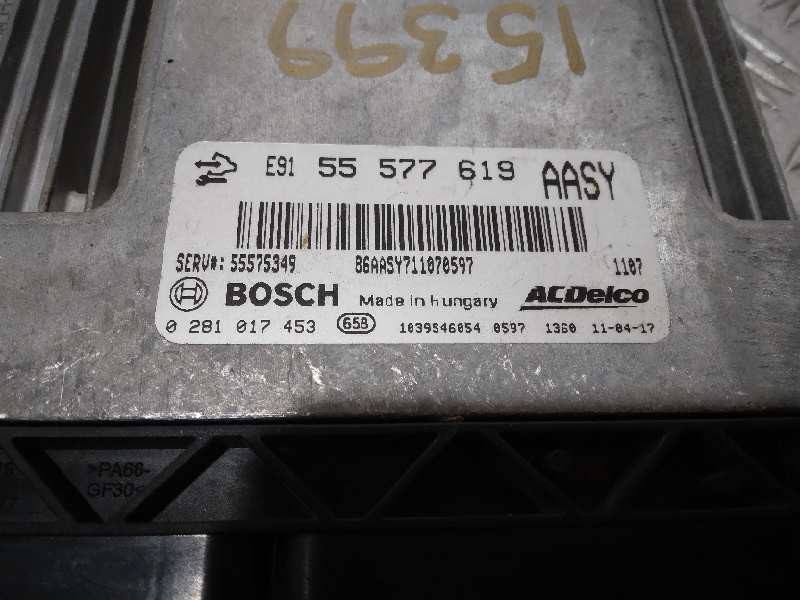 15399
E91 55 577 619 AASY
SERV#: 55575349 86AASY711070597 1107
BOSCH Made in Hungary ACDelco
0 281 017 453 658 1039S46054 0597 1360 11-04-17
>PA66-
GF30<